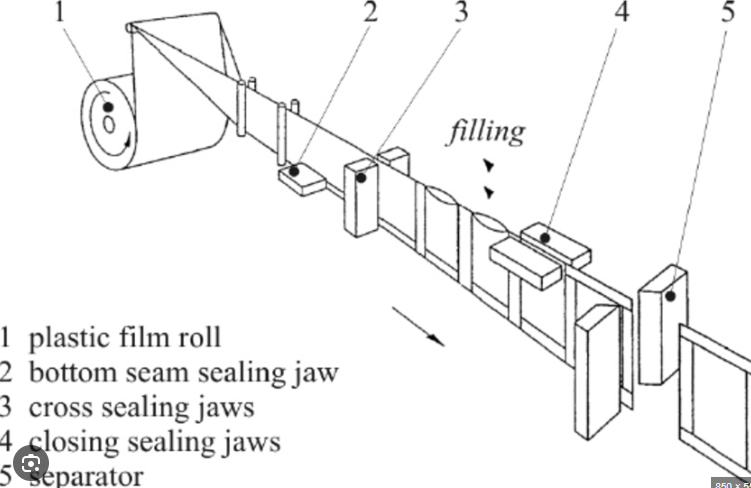 1 2 3 4 5
filling
1 plastic film roll
2 bottom seam sealing jaw
3 cross sealing jaws
4 closing sealing jaws
5 separator